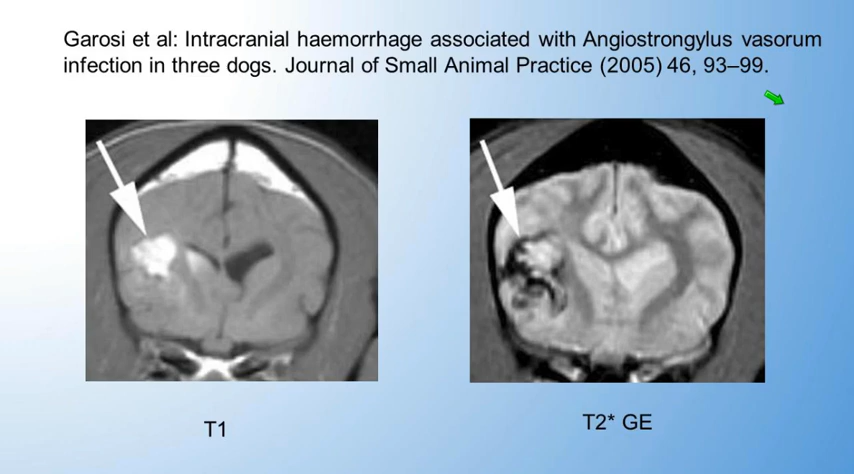 Garosi et al: Intracranial haemorrhage associated with Angiostrongylus vasorum
infection in three dogs. Journal of Small Animal Practice (2005) 46, 93–99.
T1
T2* GE